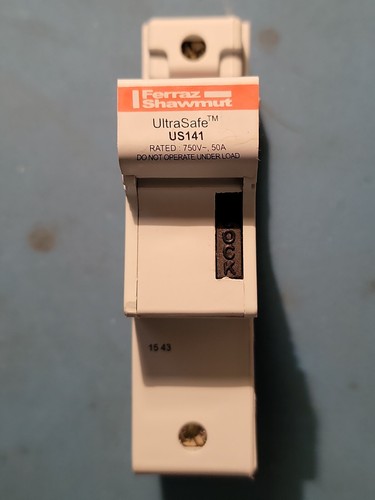 Ferraz
Shawmut
UltraSafe™
US141
RATED : 750V~, 50A
DO NOT OPERATE UNDER LOAD
OCK
15 43